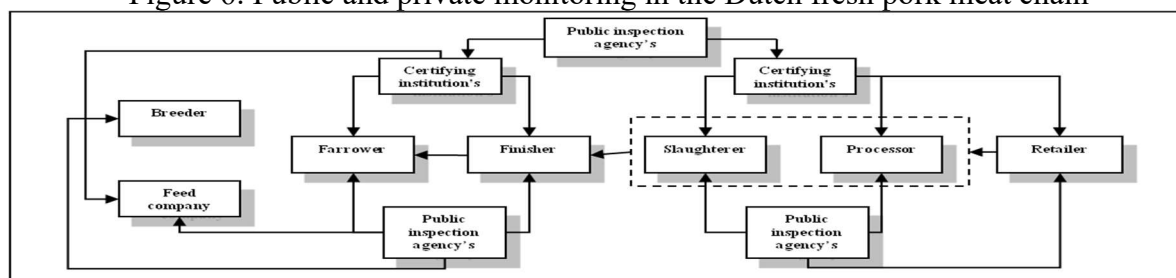 Figure 6: Public and private monitoring in the Dutch fresh pork meat chain
Public inspection
agency's
Certifying
institution's
Certifying
institution's
Breeder
Farrower
Finisher
Slaughterer
Processor
Retailer
Feed
company
Public
inspection
agency's
Public
inspection
agency's